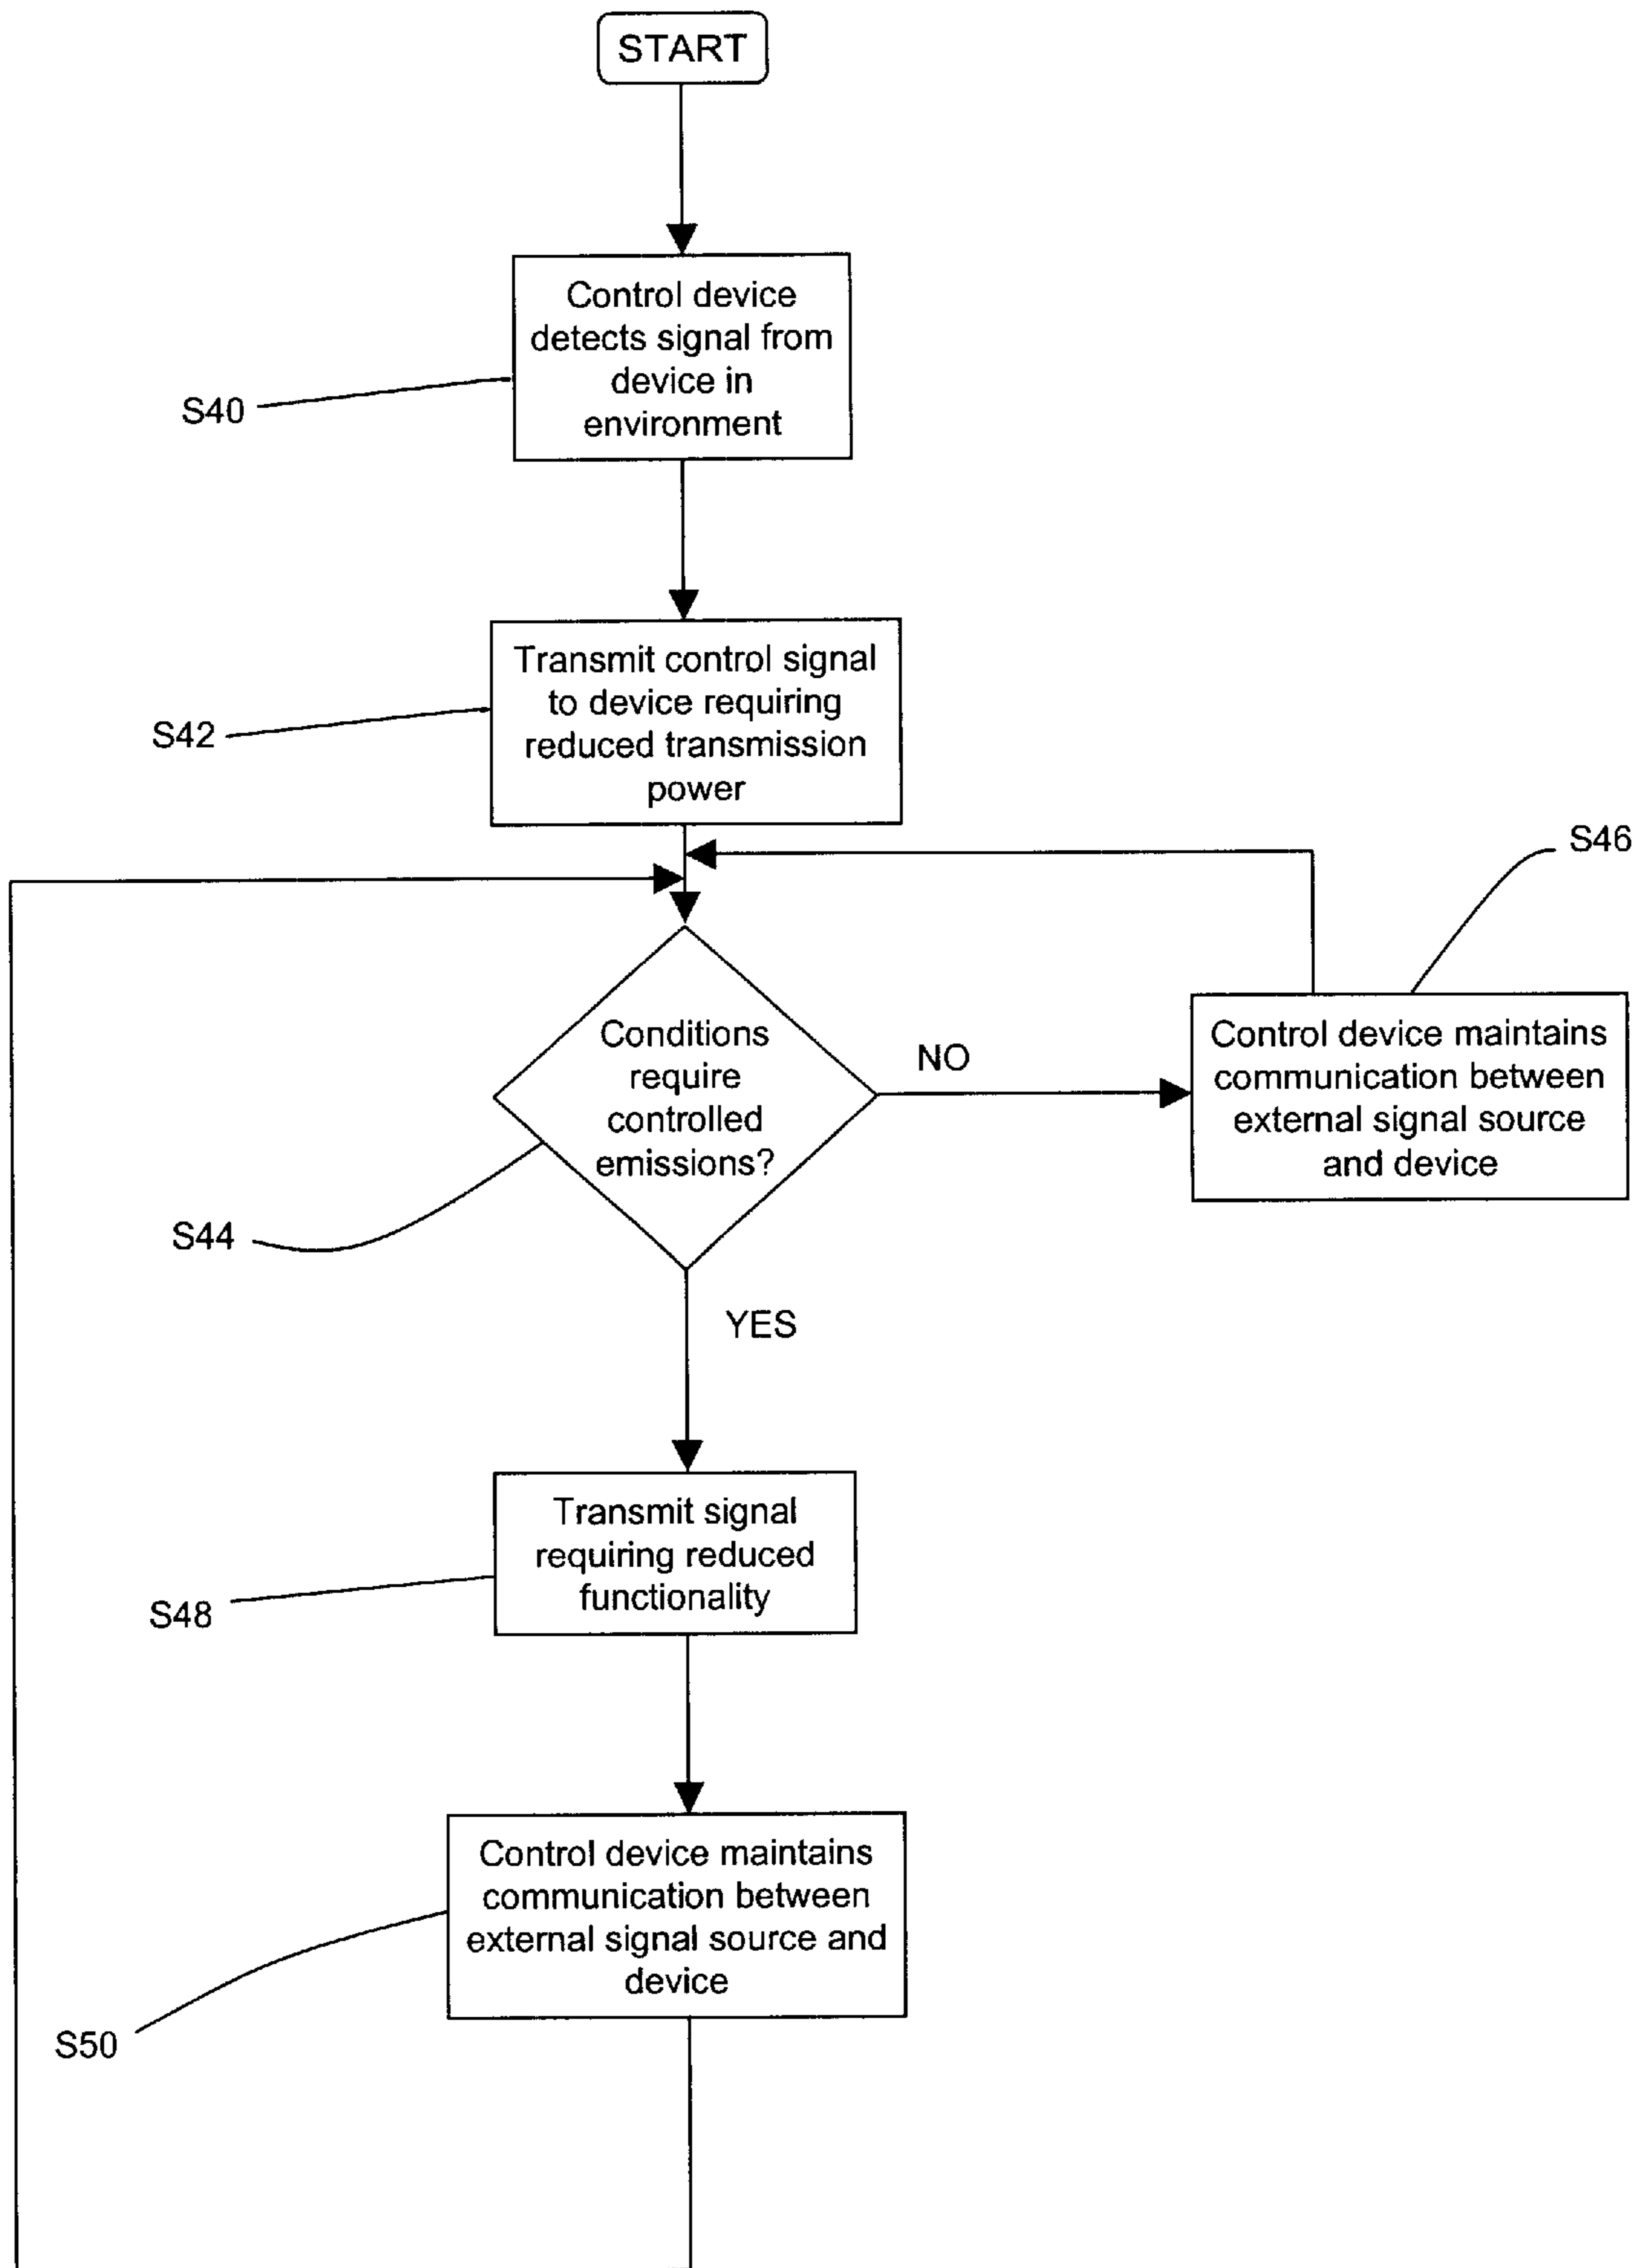 START
Control device
detects signal from
device in
environment
S40
Transmit control signal
to device requiring
reduced transmission
power
S42
S46
Conditions
require
controlled
emissions?
NO
Control device maintains
communication between
external signal source
and device
S44
YES
Transmit signal
requiring reduced
functionality
S48
Control device maintains
communication between
external signal source and
device
S50